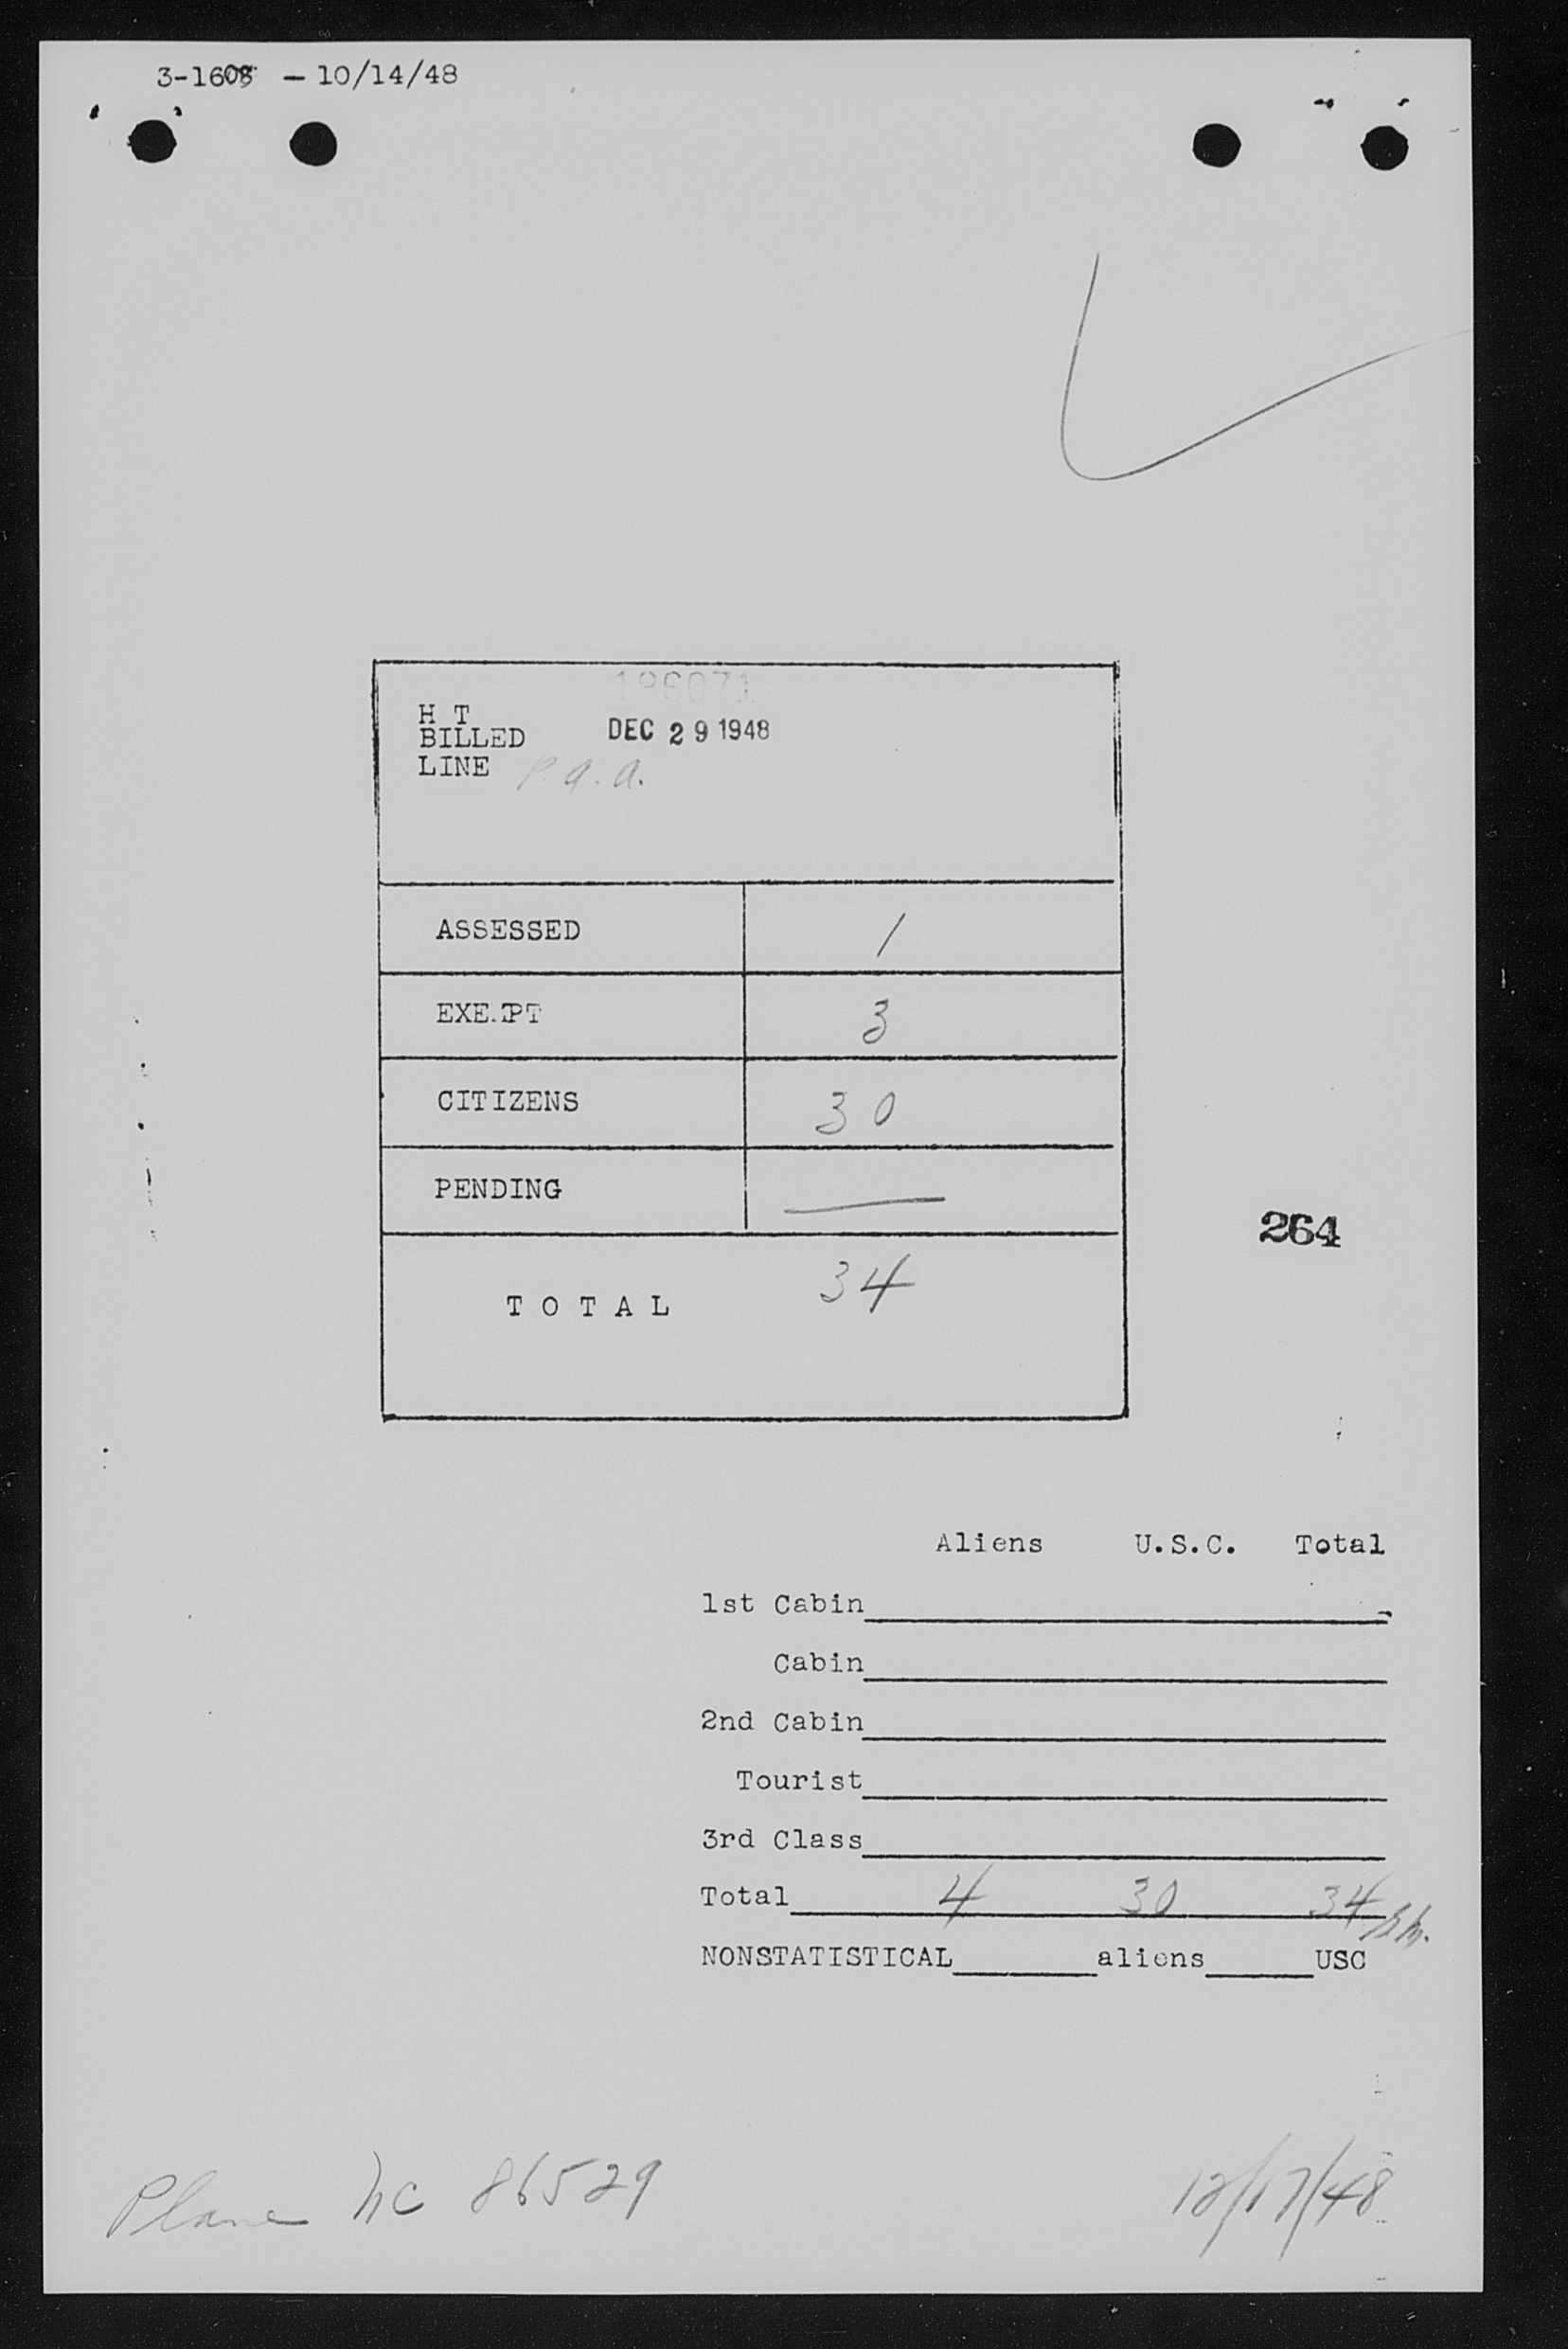 3-1608 - 10/14/48
196071
H T
BILLED DEC 29 1948
LINE P.a.a.
ASSESSED 1
EXEMPT 3
CITIZENS 30
PENDING —
264
TOTAL 34
Aliens U.S.C. Total
1st Cabin
Cabin
2nd Cabin
Tourist
3rd Class
Total 4 30 34
NONSTATISTICAL aliens USC
Plane NC 86529 12/17/48